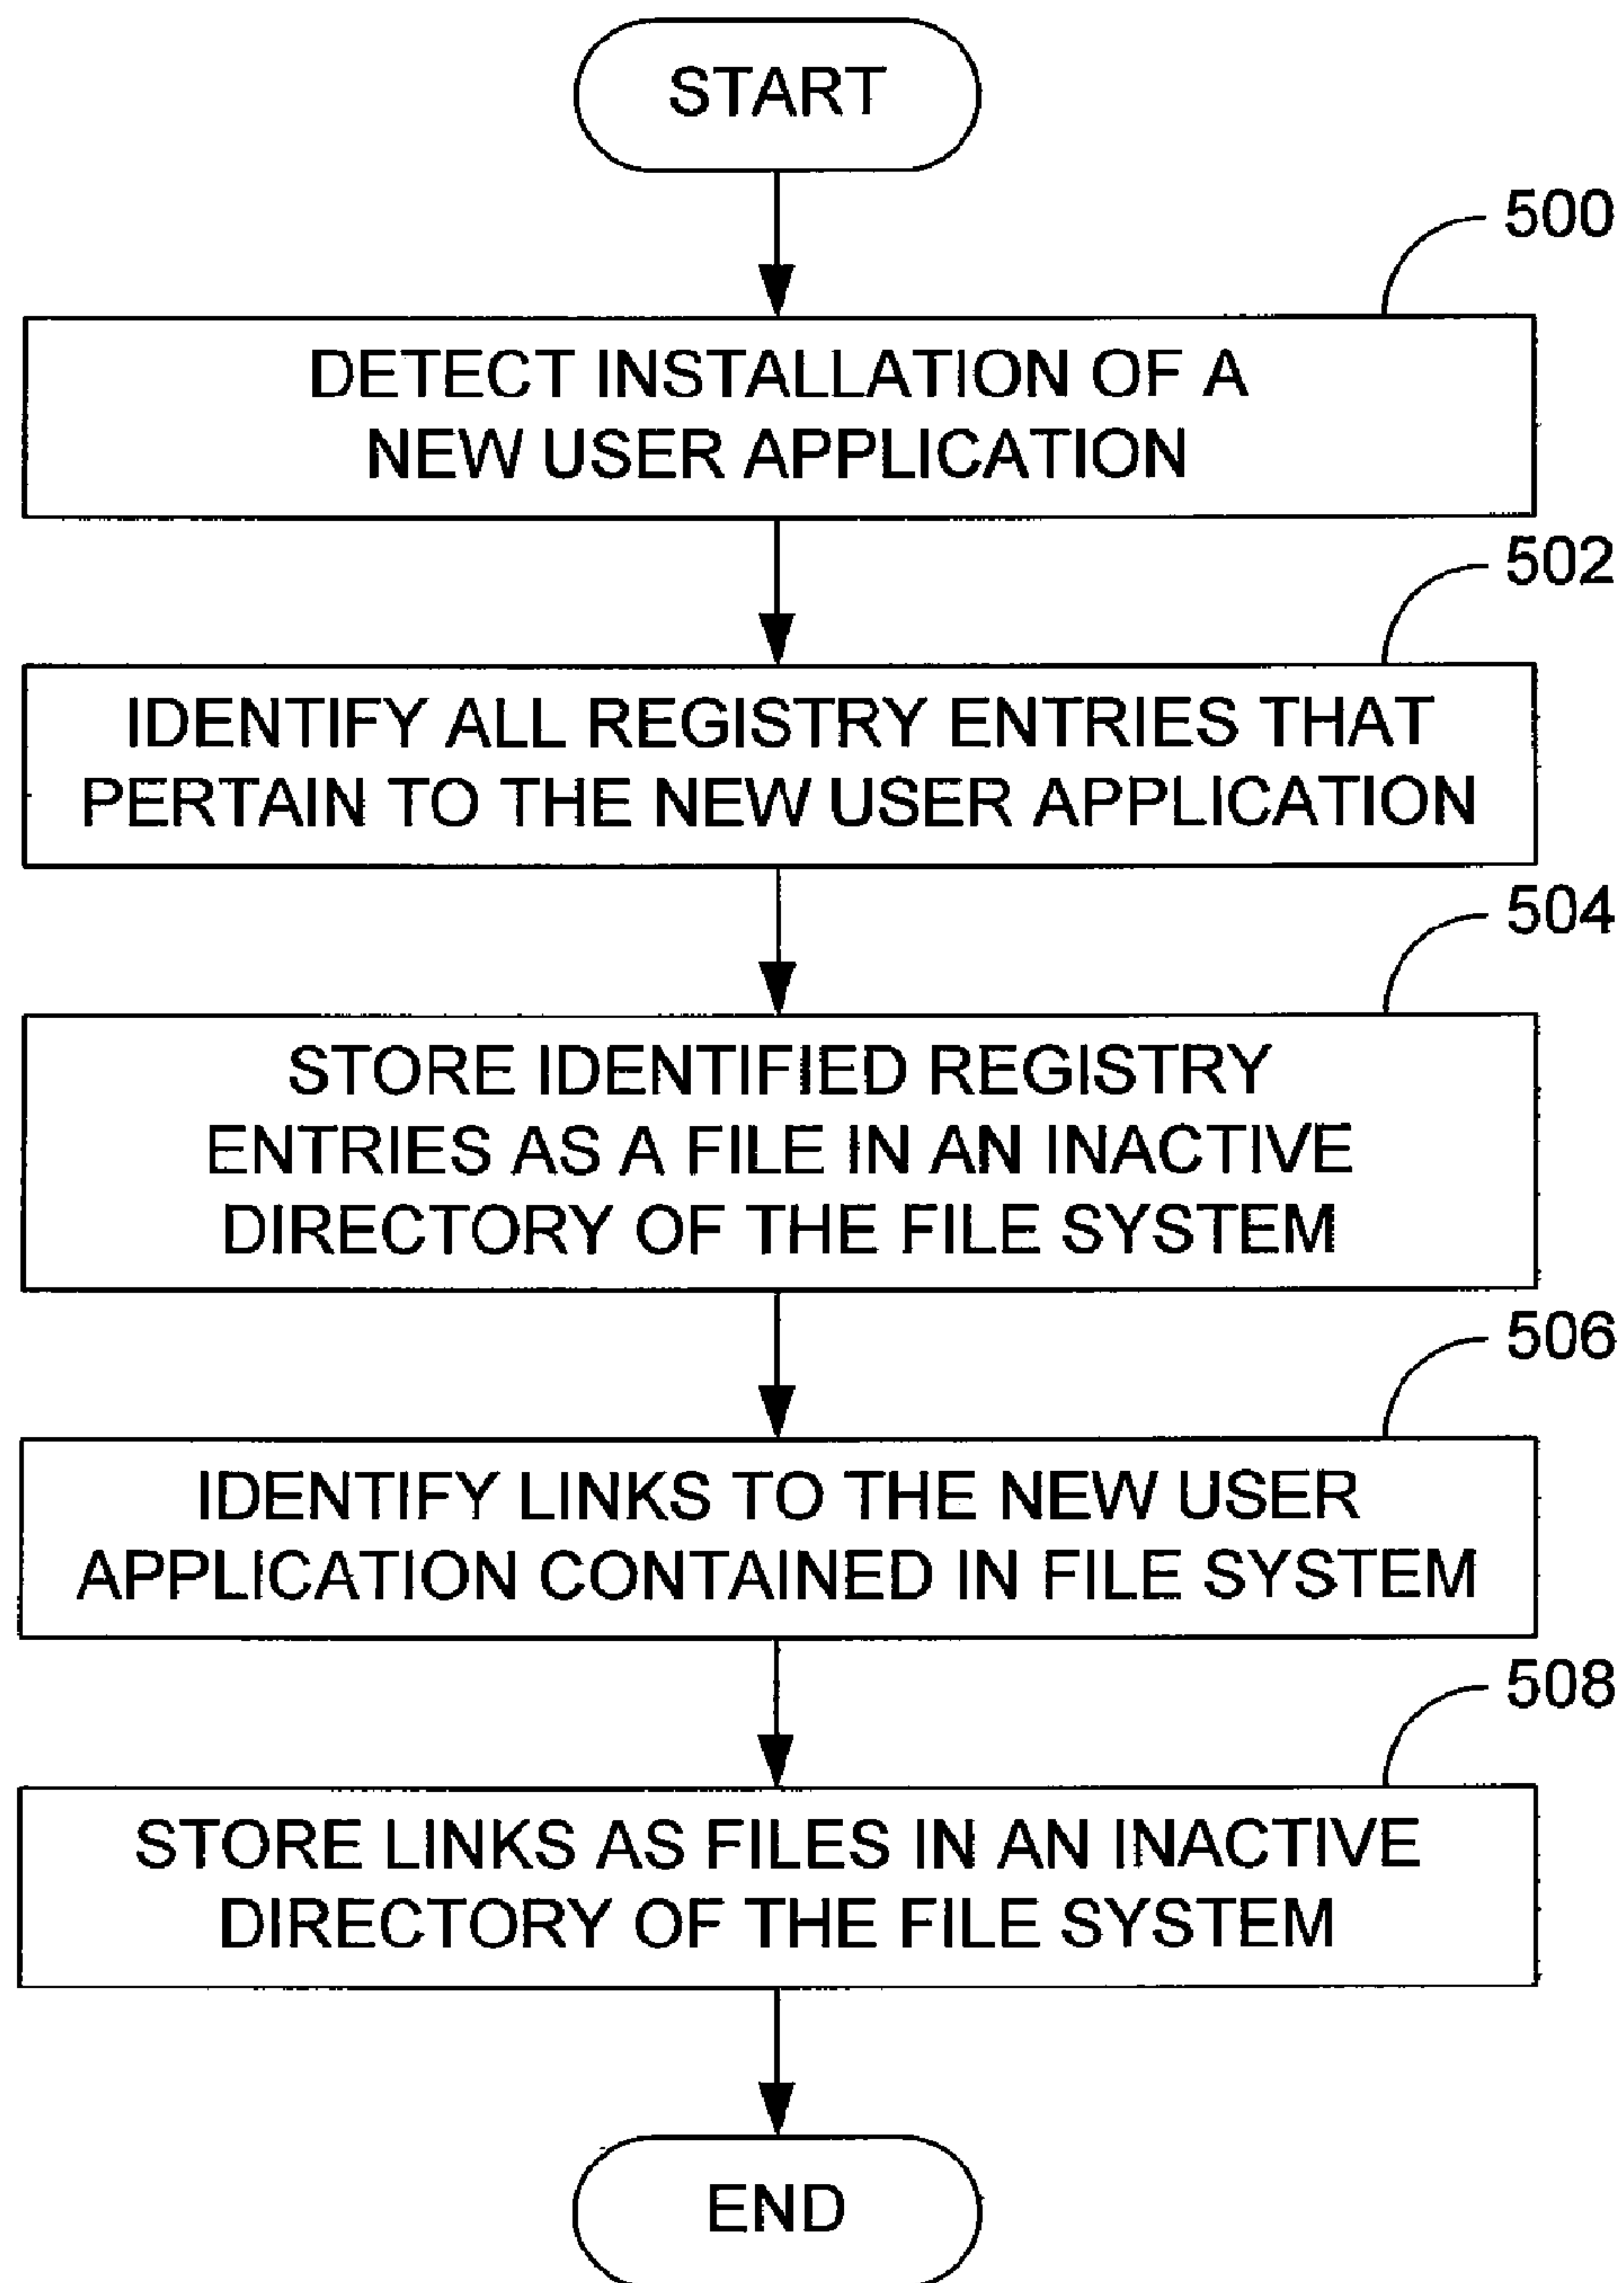 START
500
DETECT INSTALLATION OF A
NEW USER APPLICATION
502
IDENTIFY ALL REGISTRY ENTRIES THAT
PERTAIN TO THE NEW USER APPLICATION
504
STORE IDENTIFIED REGISTRY
ENTRIES AS A FILE IN AN INACTIVE
DIRECTORY OF THE FILE SYSTEM
506
IDENTIFY LINKS TO THE NEW USER
APPLICATION CONTAINED IN FILE SYSTEM
508
STORE LINKS AS FILES IN AN INACTIVE
DIRECTORY OF THE FILE SYSTEM
END